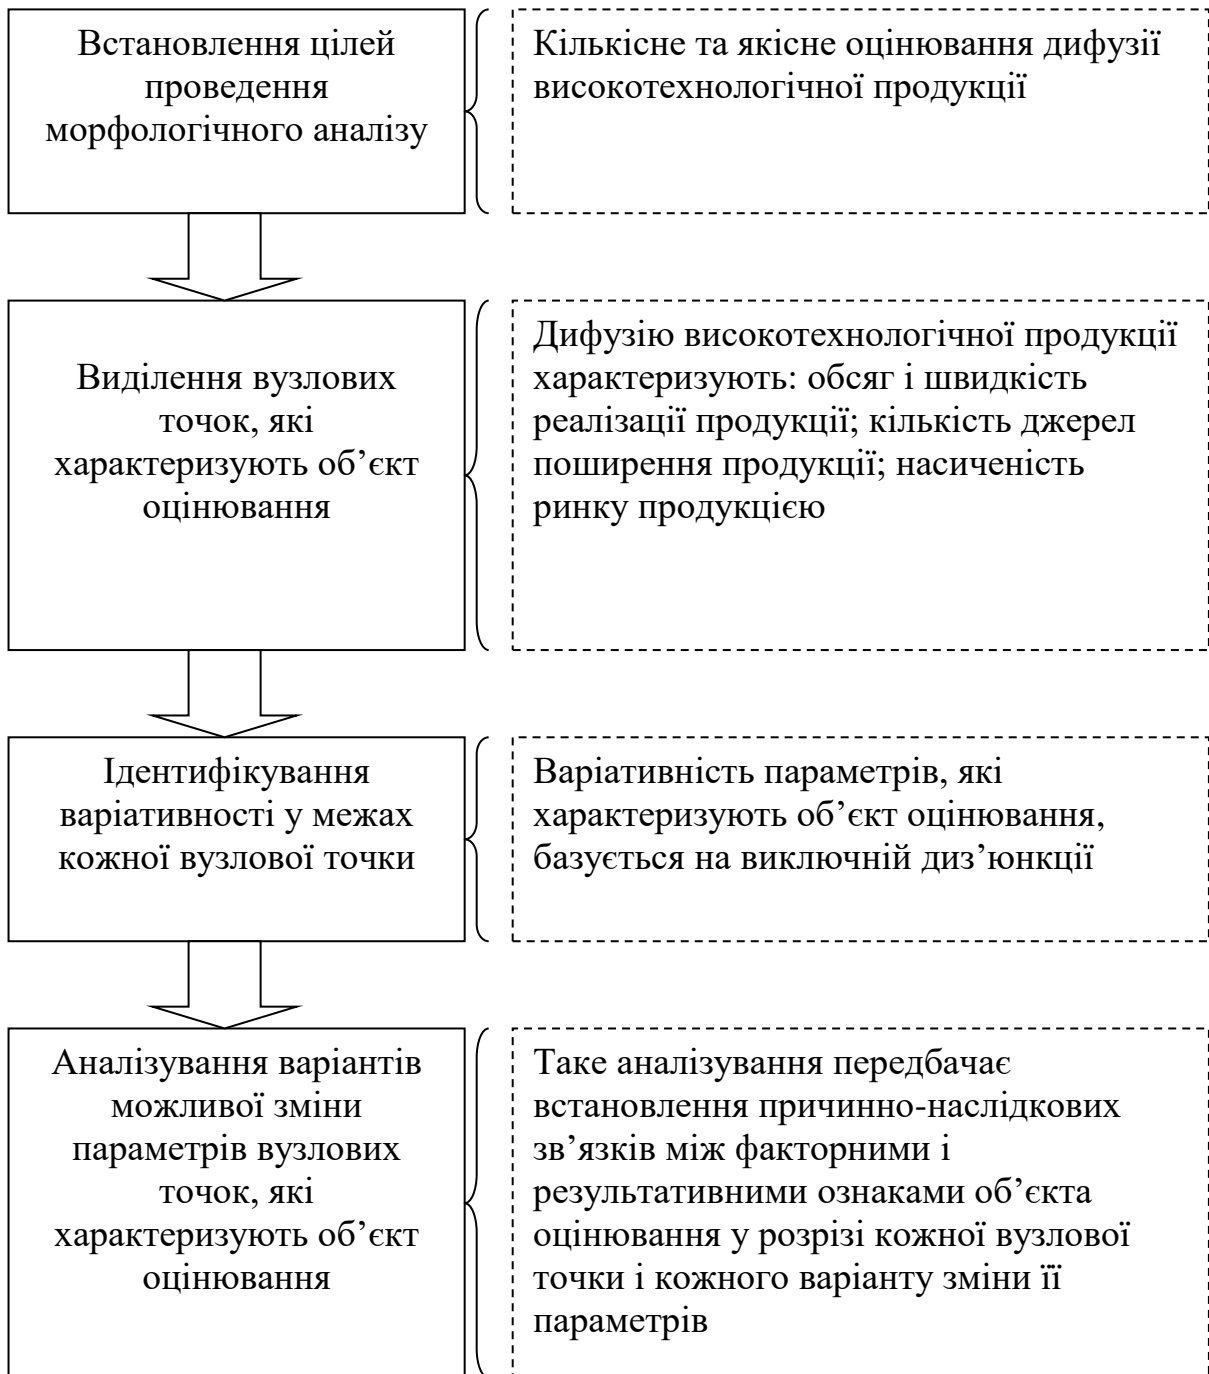 Встановлення цілей
проведення
морфологічного аналізу
Кількісне та якісне оцінювання дифузії
високотехнологічної продукції
Виділення вузлових
точок, які
характеризують об’єкт
оцінювання
Дифузію високотехнологічної продукції
характеризують: обсяг і швидкість
реалізації продукції; кількість джерел
поширення продукції; насиченість
ринку продукцією
Ідентифікування
варіативності у межах
кожної вузлової точки
Варіативність параметрів, які
характеризують об’єкт оцінювання,
базується на виключній диз’юнкції
Аналізування варіантів
можливої зміни
параметрів вузлових
точок, які
характеризують об’єкт
оцінювання
Таке аналізування передбачає
встановлення причинно-наслідкових
зв’язків між факторними і
результативними ознаками об’єкта
оцінювання у розрізі кожної вузлової
точки і кожного варіанту зміни її
параметрів